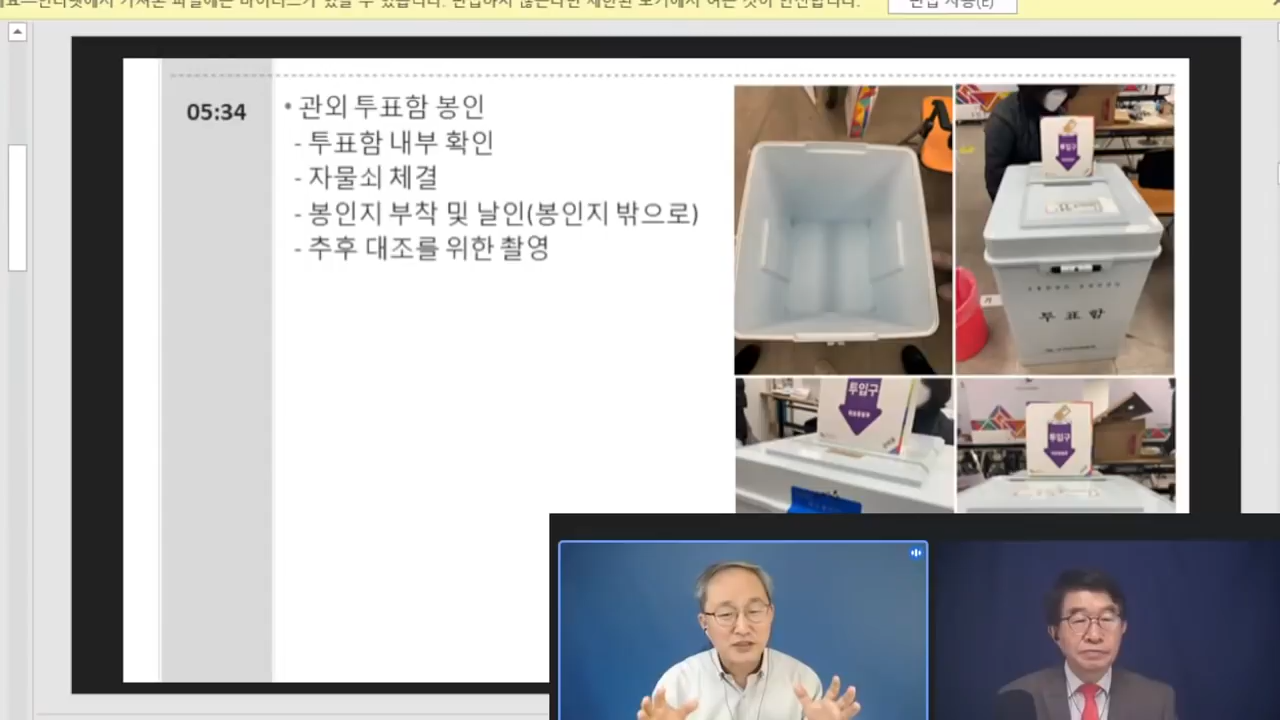 05:34
• 관외 투표함 봉인
- 투표함 내부 확인
- 자물쇠 체결
- 봉인지 부착 및 날인(봉인지 밖으로)
- 추후 대조를 위한 촬영
투입구
투표함
투입구
투입구